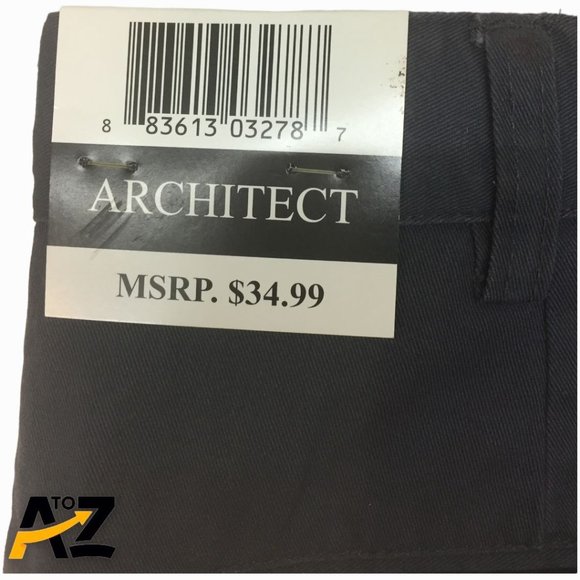 8 83613 03278 7
ARCHITECT
MSRP. $34.99
A TO Z